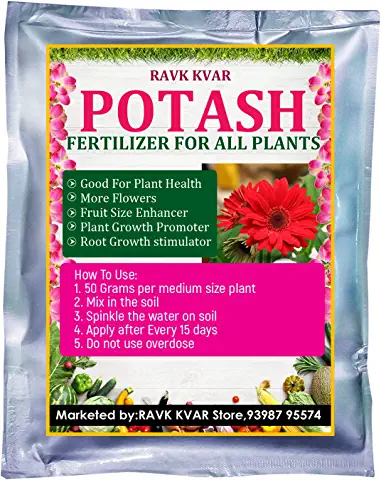 RAVK KVAR
POTASH
FERTILIZER FOR ALL PLANTS
Good For Plant Health
More Flowers
Fruit Size Enhancer
Plant Growth Promoter
Root Growth stimulator
How To Use:
1. 50 Grams per medium size plant
2. Mix in the soil
3. Spinkle the water on soil
4. Apply after Every 15 days
5. Do not use overdose
Marketed by:RAVK KVAR Store,93987 95574